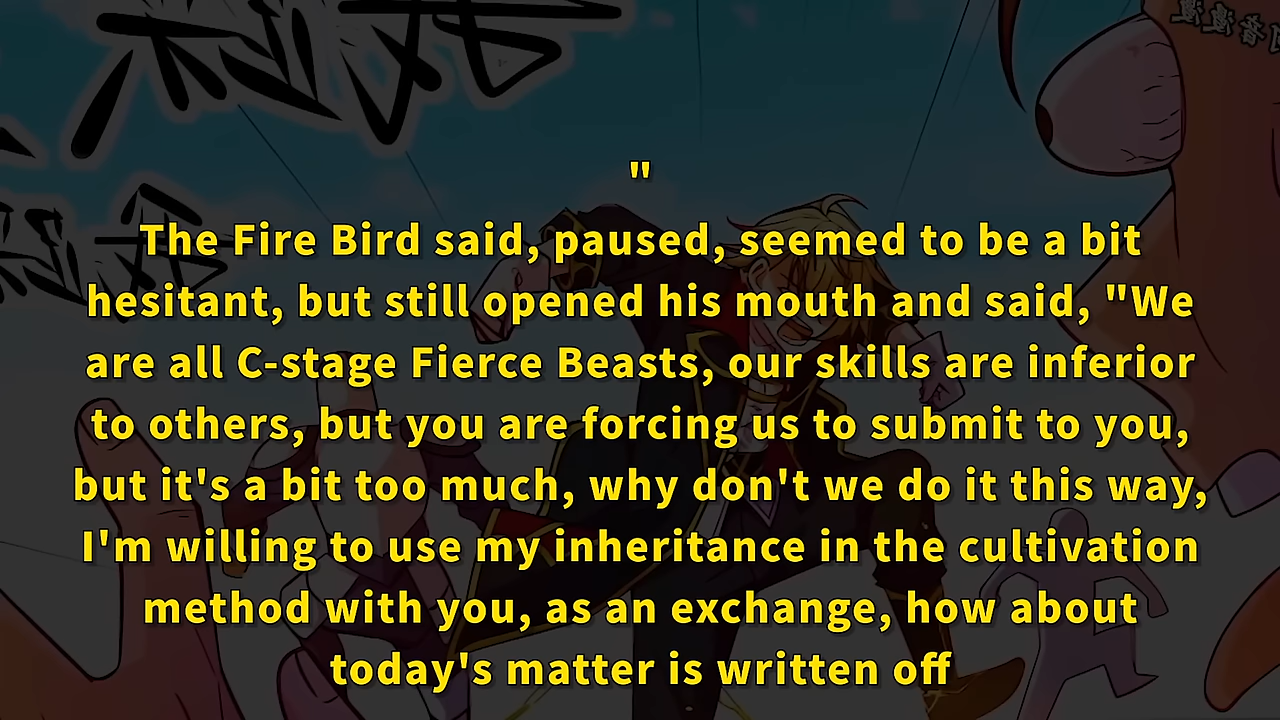 "
The Fire Bird said, paused, seemed to be a bit
hesitant, but still opened his mouth and said, "We
are all C-stage Fierce Beasts, our skills are inferior
to others, but you are forcing us to submit to you,
but it's a bit too much, why don't we do it this way,
I'm willing to use my inheritance in the cultivation
method with you, as an exchange, how about
today's matter is written off